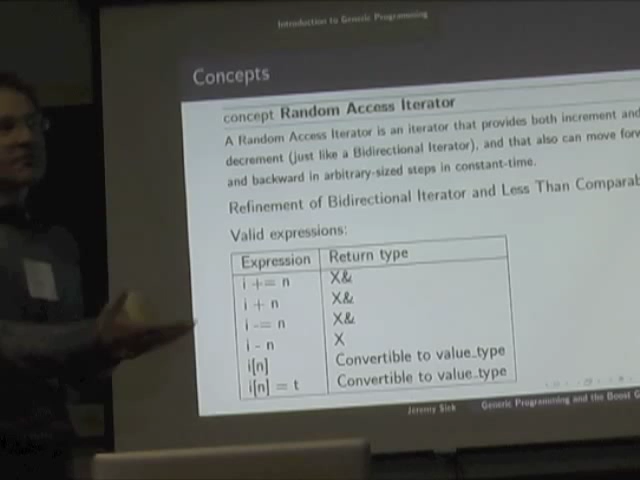 Introduction to Generic Programming
Concepts
concept Random Access Iterator
A Random Access Iterator is an iterator that provides both increment and
decrement (just like a Bidirectional Iterator), and that also can move forw
and backward in arbitrary-sized steps in constant-time.
Refinement of Bidirectional Iterator and Less Than Comparab
Valid expressions:
Expression Return type
i += n X&
i + n X&
i -= n X&
i - n X
i[n] Convertible to value_type
i[n] = t Convertible to value_type
Jeremy Siek Generic Programming and the Boost G